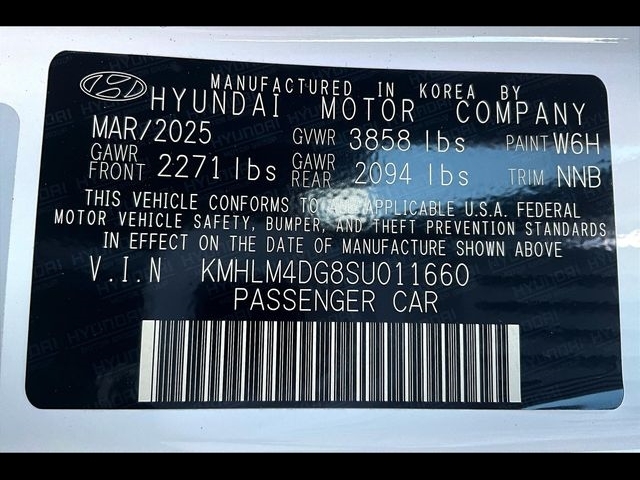 MANUFACTURED IN KOREA BY
HYUNDAI MOTOR COMPANY
MAR/2025 GVWR 3858 lbs PAINT W6H
GAWR FRONT 2271 lbs GAWR REAR 2094 lbs TRIM NNB
THIS VEHICLE CONFORMS TO ALL APPLICABLE U.S.A. FEDERAL
MOTOR VEHICLE SAFETY, BUMPER, AND THEFT PREVENTION STANDARDS
IN EFFECT ON THE DATE OF MANUFACTURE SHOWN ABOVE
V.I.N KMHLM4DG8SU011660
PASSENGER CAR